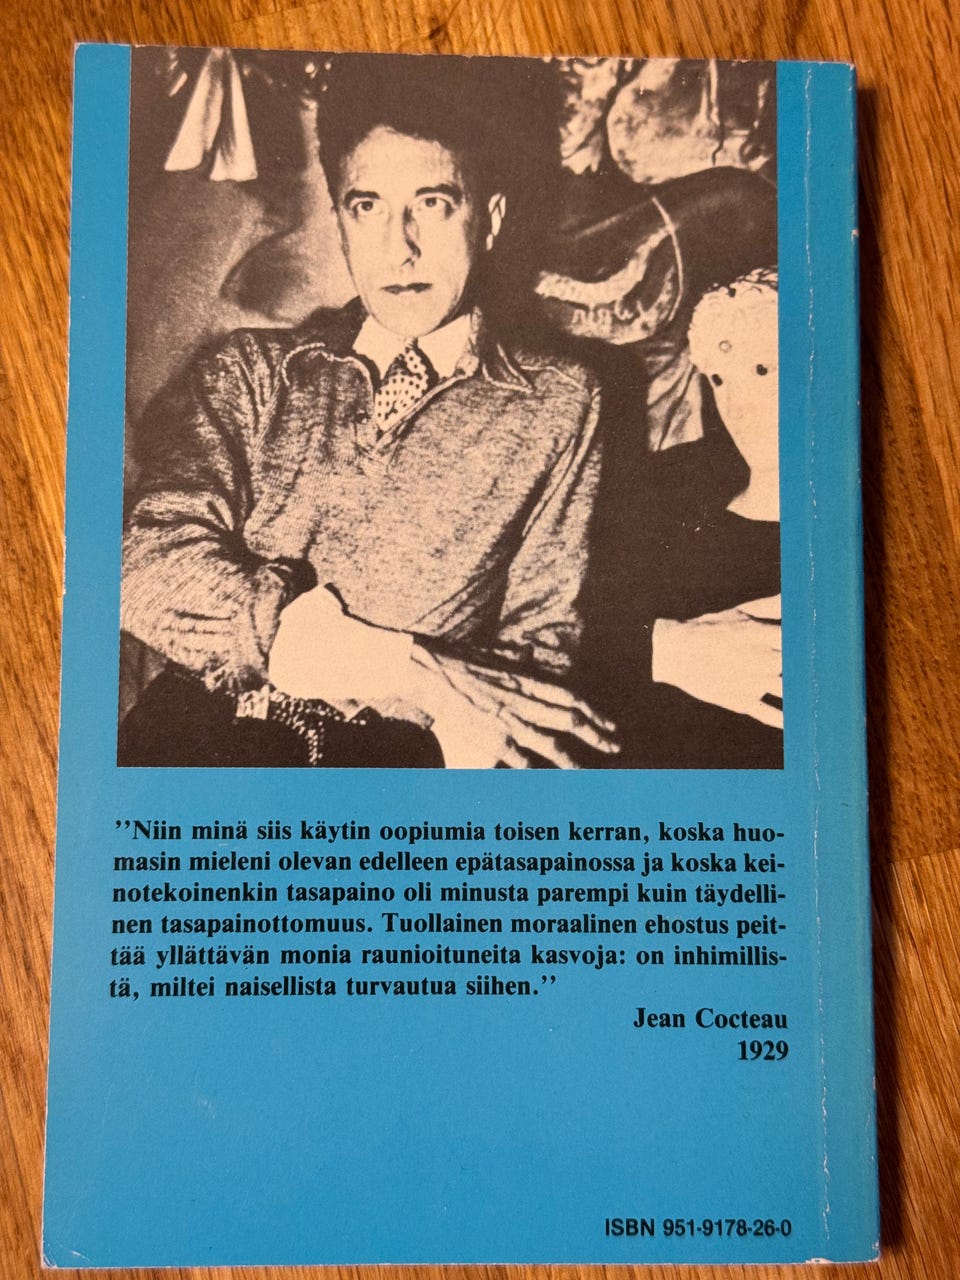 ”Niin minä siis käytin oopiumia toisen kerran, koska huo-
masin mieleni olevan edelleen epätasapainossa ja koska kei-
notekoinenkin tasapaino oli minusta parempi kuin täydelli-
nen tasapainottomuus. Tuollainen moraalinen ehostus peit-
tää yllättävän monia raunioituneita kasvoja: on inhimillis-
tä, miltei naisellista turvautua siihen.”
Jean Cocteau
1929
ISBN 951-9178-26-0